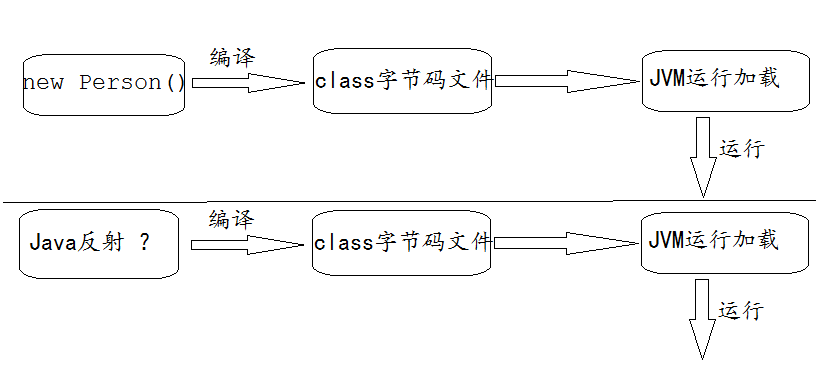 编译
new Person()
class字节码文件
JVM运行加载
运行
编译
Java反射 ？
class字节码文件
JVM运行加载
运行